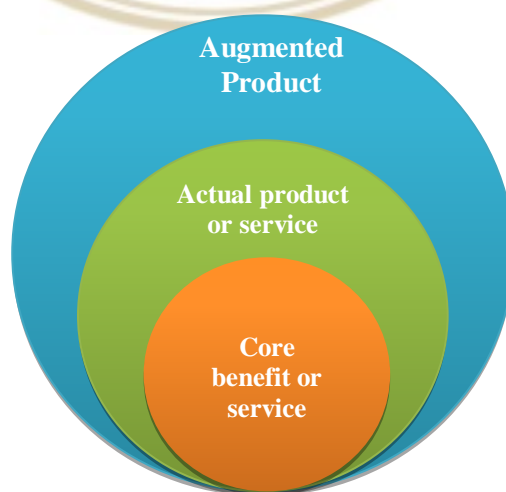 Augmented
Product
Actual product
or service
Core
benefit or
service